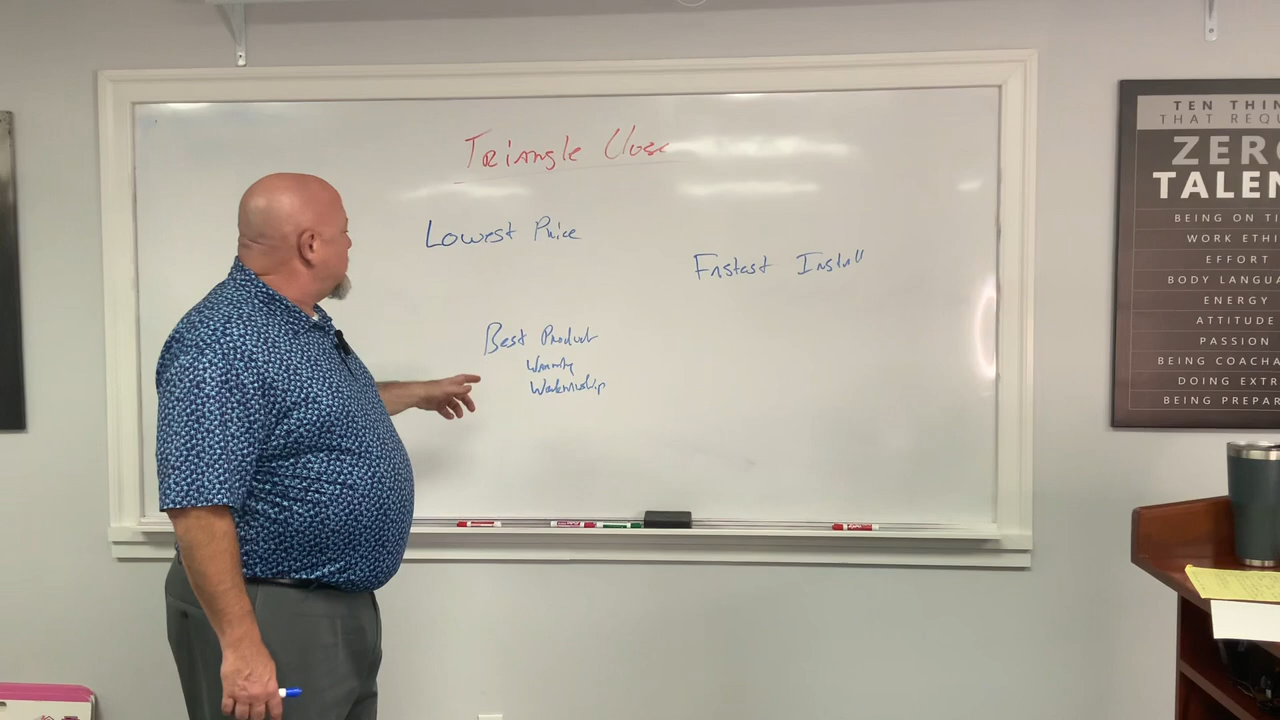 Triangle Close
Lowest Price
Fastest Install
Best Product
Warranty
Workmship
TEN THIN
THAT REQU
ZERO
TALEN
BEING ON TI
WORK ETHI
EFFORT
BODY LANGUA
ENERGY
ATTITUDE
PASSION
BEING COACHA
DOING EXTR
BEING PREPAR